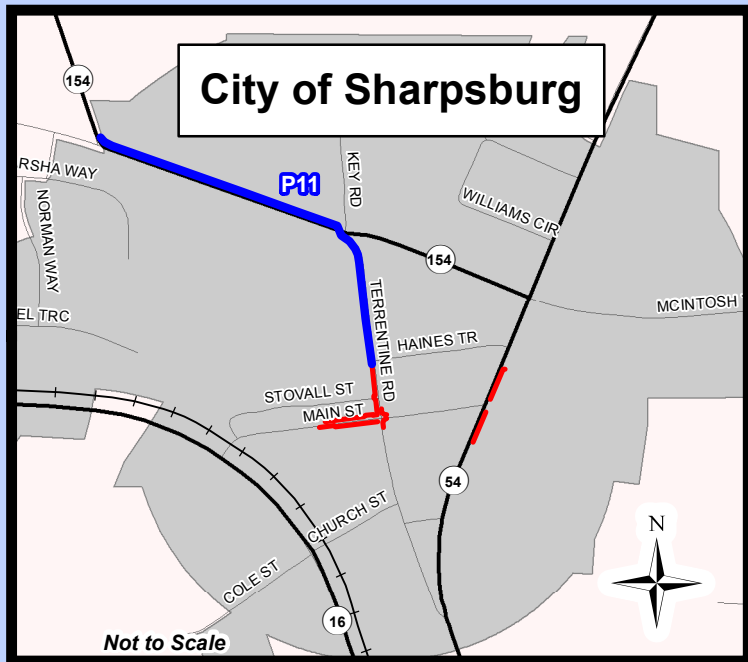 City of Sharpsburg
154
RSHA WAY
P11
KEY RD
WILLIAMS CIR
NORMAN WAY
154
TERRENTINE RD
MCINTOSH
EL TRC
HAINES TR
STOVALL ST
MAIN ST
54
CHURCH ST
COLE ST
N
16
Not to Scale